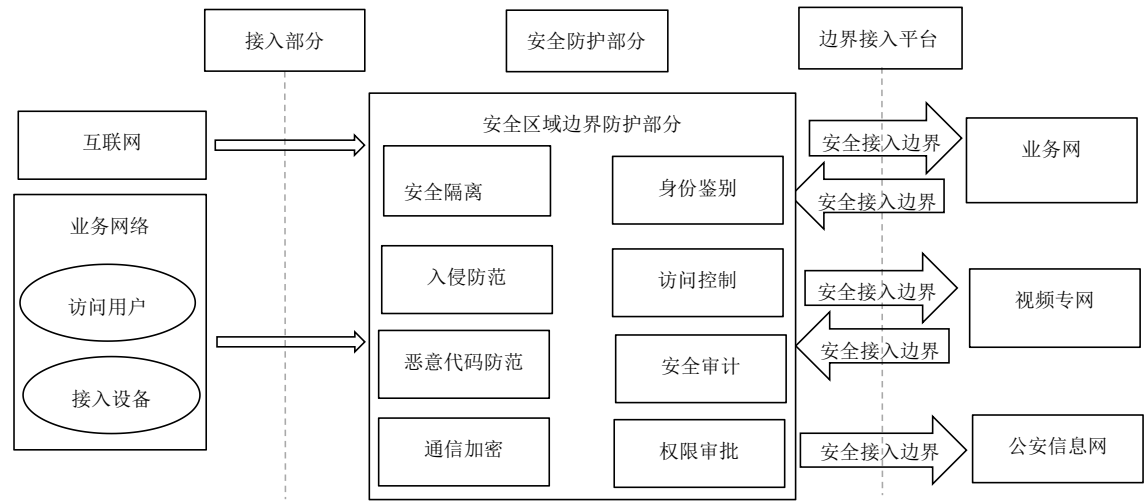 接入部分
安全防护部分
边界接入平台
互联网
业务网络
访问用户
接入设备
安全区域边界防护部分
安全隔离
身份鉴别
入侵防范
访问控制
恶意代码防范
安全审计
通信加密
权限审批
安全接入边界
安全接入边界
安全接入边界
安全接入边界
安全接入边界
业务网
视频专网
公安信息网